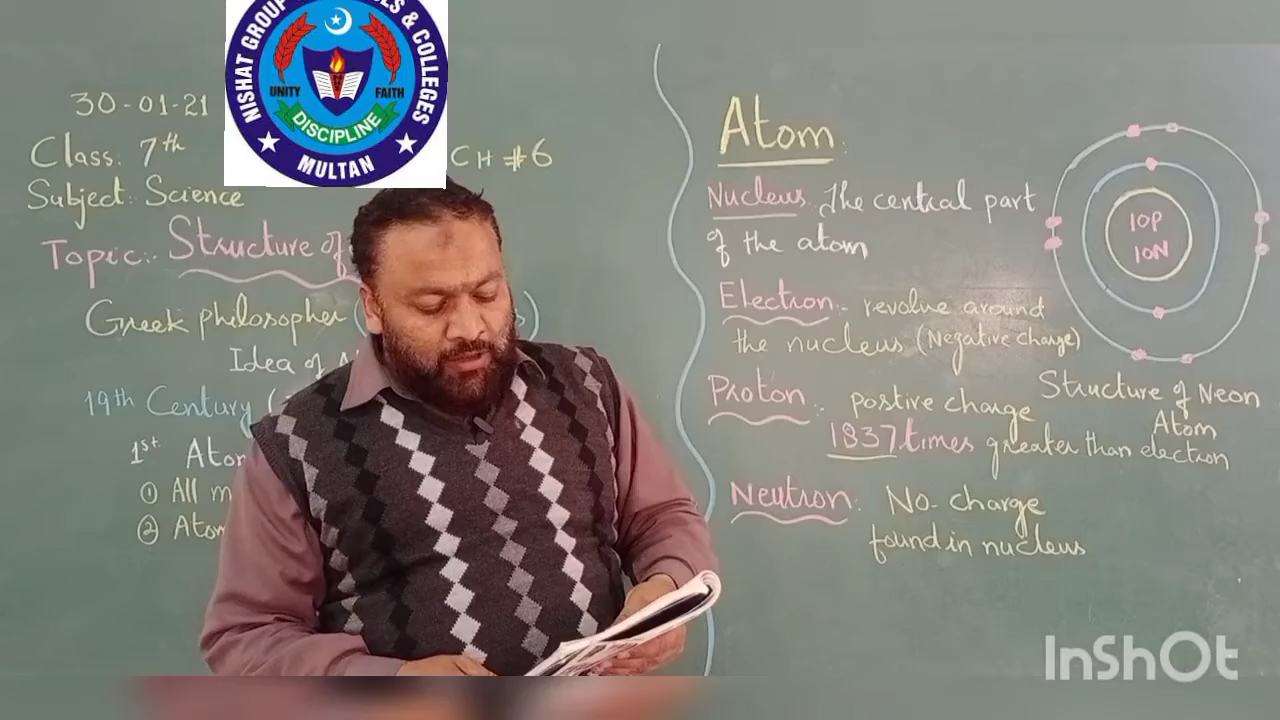 NISHAT GROUP & COLLEGES
UNITY FAITH
DISCIPLINE
MULTAN
30-01-21
Class: 7th
CH #6
Subject: Science
Topic:- Structure of
Greek philosopher (
Idea of
19th Century (
1st
① All
②
Atom:
Nucleus The central part
of the atom
Electron:- revolve around
the nucleus (Negative charge)
Proton:- postive charge
1837 times greater than electron
Neutron: No- charge
found in nucleus
10P
10N
Structure of Neon
Atom
InShOt